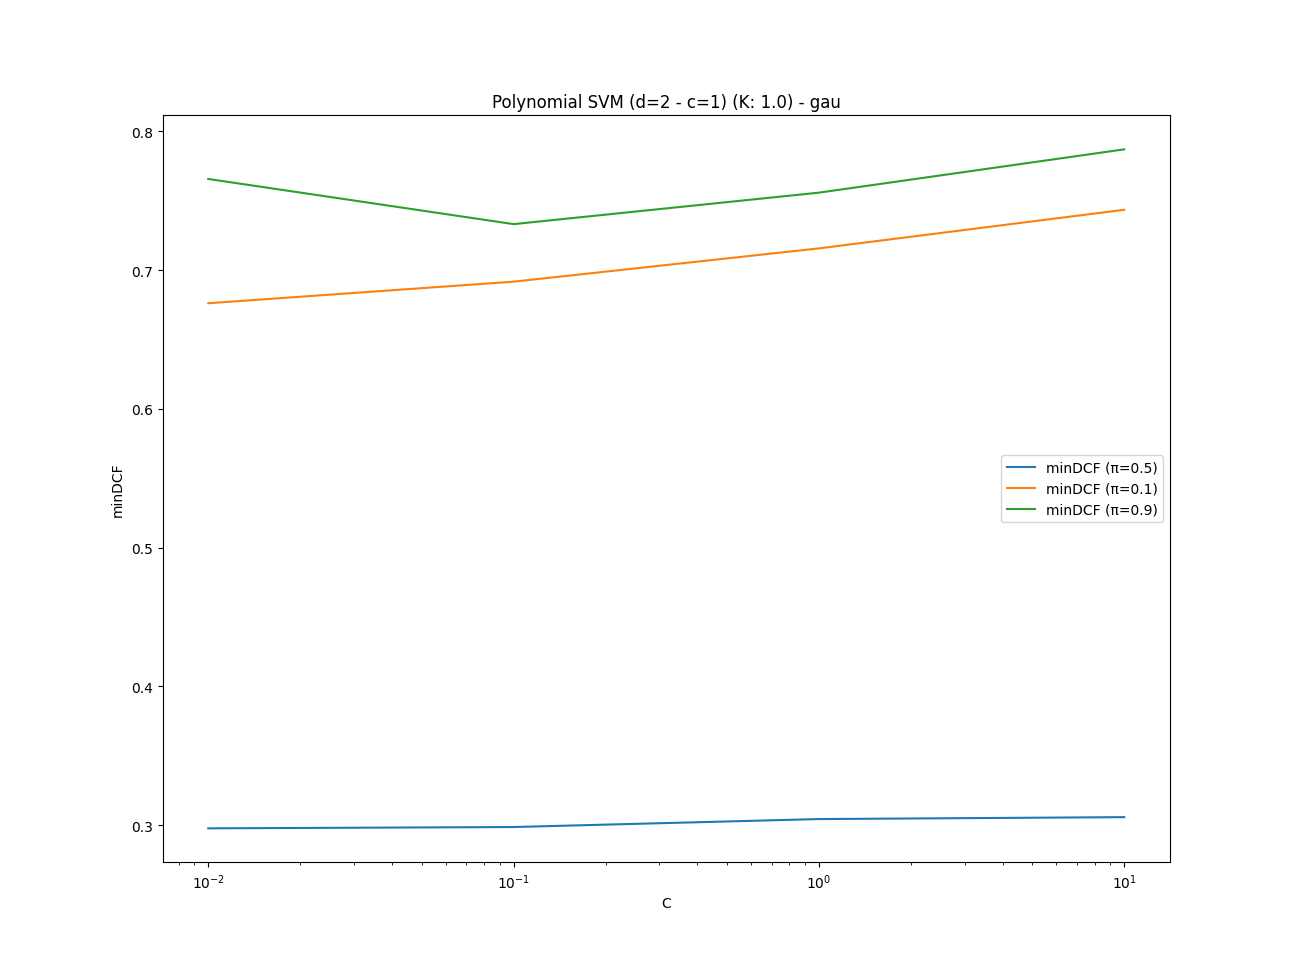 Polynomial SVM (d=2 - c=1) (K: 1.0) - gau
0.8
0.7
0.6
0.5
0.4
0.3
minDCF
minDCF (π=0.5)
minDCF (π=0.1)
minDCF (π=0.9)
10⁻² 10⁻¹ 10⁰ 10¹
C